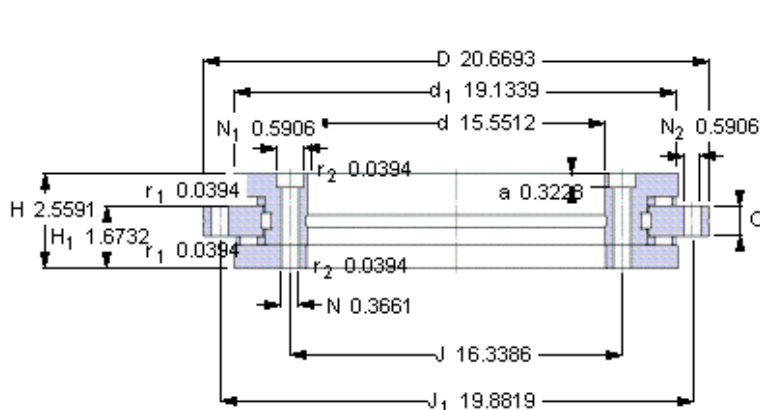 D 20.6693
d1 19.1339
N1 0.5906
d 15.5512
N2 0.5906
r2 0.0394
r1 0.0394
a 0.3228
H 2.5591
H1 1.6732
r1 0.0394
r2 0.0394
N 0.3661
J 16.3386
J1 19.8819